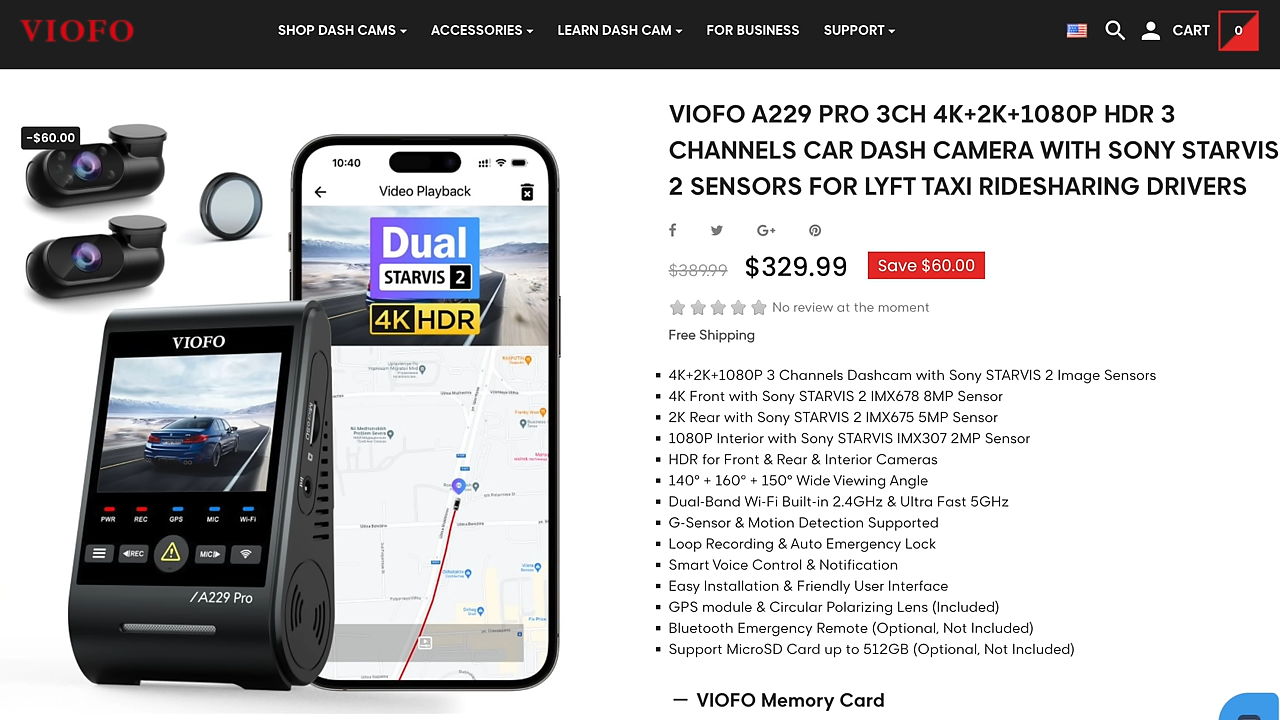 VIOFO
SHOP DASH CAMS
ACCESSORIES
LEARN DASH CAM
FOR BUSINESS
SUPPORT
CART
0
-$60.00
10:40
Video Playback
Dual
STARVIS 2
4K HDR
VIOFO
PWR REC GPS MIC Wi-Fi
REC
MIC
A229 Pro
VIOFO A229 PRO 3CH 4K+2K+1080P HDR 3
CHANNELS CAR DASH CAMERA WITH SONY STARVIS
2 SENSORS FOR LYFT TAXI RIDESHARING DRIVERS
$389.99 $329.99 Save $60.00
No review at the moment
Free Shipping
4K+2K+1080P 3 Channels Dashcam with Sony STARVIS 2 Image Sensors
4K Front with Sony STARVIS 2 IMX678 8MP Sensor
2K Rear with Sony STARVIS 2 IMX675 5MP Sensor
1080P Interior with Sony STARVIS IMX307 2MP Sensor
HDR for Front & Rear & Interior Cameras
140° + 160° + 150° Wide Viewing Angle
Dual-Band Wi-Fi Built-in 2.4GHz & Ultra Fast 5GHz
G-Sensor & Motion Detection Supported
Loop Recording & Auto Emergency Lock
Smart Voice Control & Notification
Easy Installation & Friendly User Interface
GPS module & Circular Polarizing Lens (Included)
Bluetooth Emergency Remote (Optional, Not Included)
Support MicroSD Card up to 512GB (Optional, Not Included)
— VIOFO Memory Card